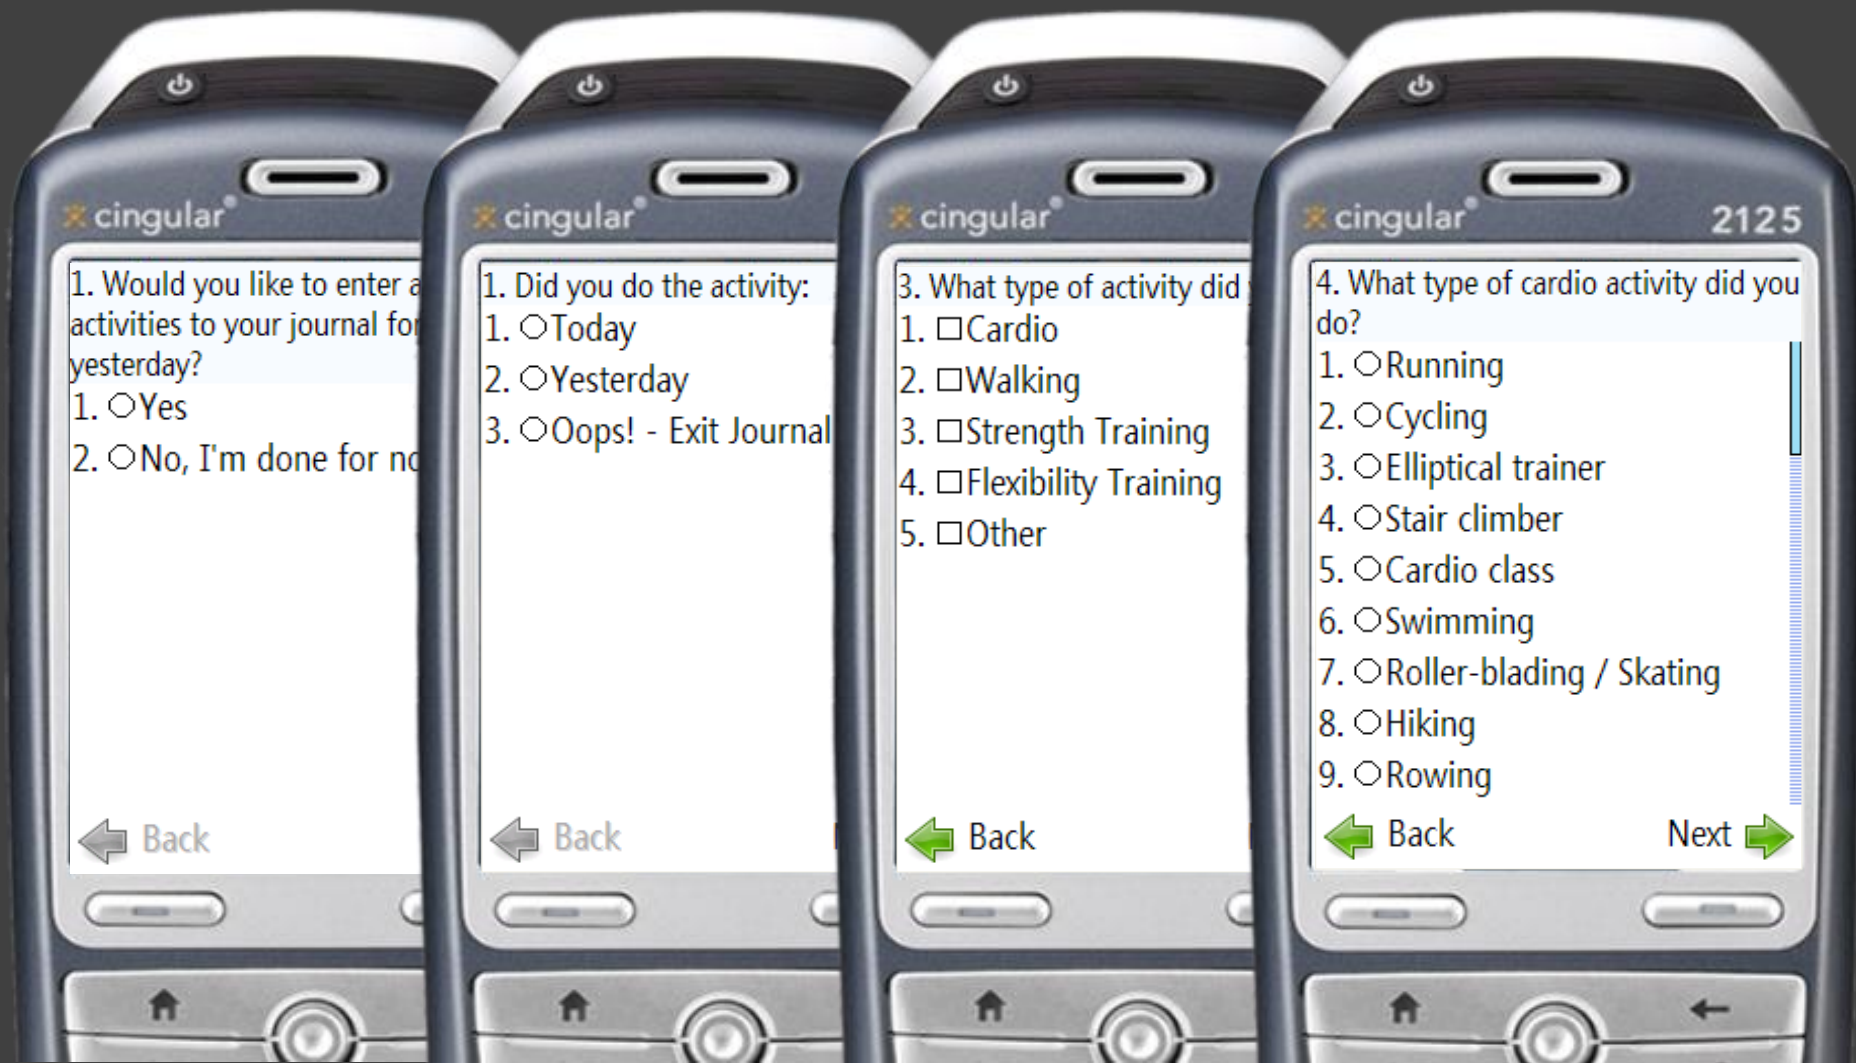 cingular®
1. Would you like to enter a
activities to your journal for
yesterday?
1. Yes
2. No, I'm done for no
Back
cingular®
1. Did you do the activity:
1. Today
2. Yesterday
3. Oops! - Exit Journal
Back
cingular®
3. What type of activity did
1. Cardio
2. Walking
3. Strength Training
4. Flexibility Training
5. Other
Back
cingular®
2125
4. What type of cardio activity did you
do?
1. Running
2. Cycling
3. Elliptical trainer
4. Stair climber
5. Cardio class
6. Swimming
7. Roller-blading / Skating
8. Hiking
9. Rowing
Back
Next